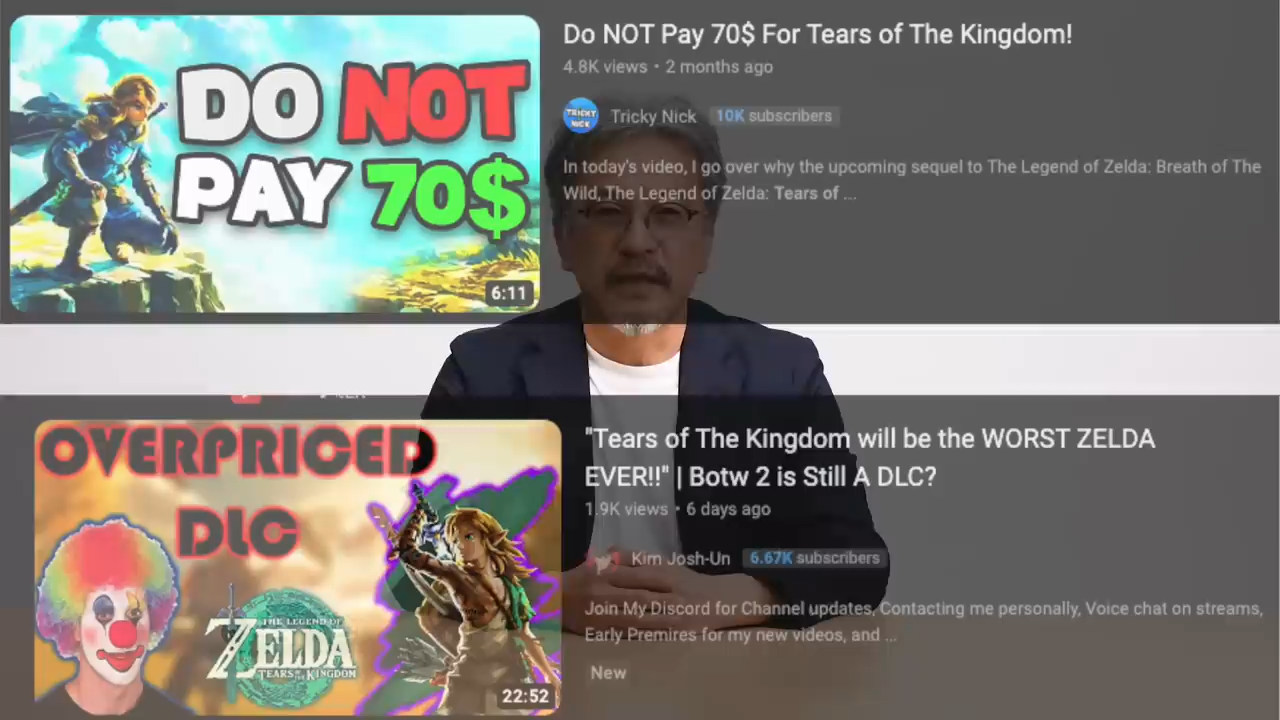 DO NOT
PAY 70$
6:11
Do NOT Pay 70$ For Tears of The Kingdom!
4.8K views • 2 months ago
TRICKY
NICK
Tricky Nick 10K subscribers
In today's video, I go over why the upcoming sequel to The Legend of Zelda: Breath of The
Wild, The Legend of Zelda: Tears of ...
OVERPRICED
DLC
THE LEGEND OF
ZELDA
TEARS OF THE KINGDOM
22:52
"Tears of The Kingdom will be the WORST ZELDA
EVER!!" | Botw 2 is Still A DLC?
1.9K views • 6 days ago
Kim Josh-Un 6.67K subscribers
Join My Discord for Channel updates, Contacting me personally, Voice chat on streams,
Early Premires for my new videos, and ...
New